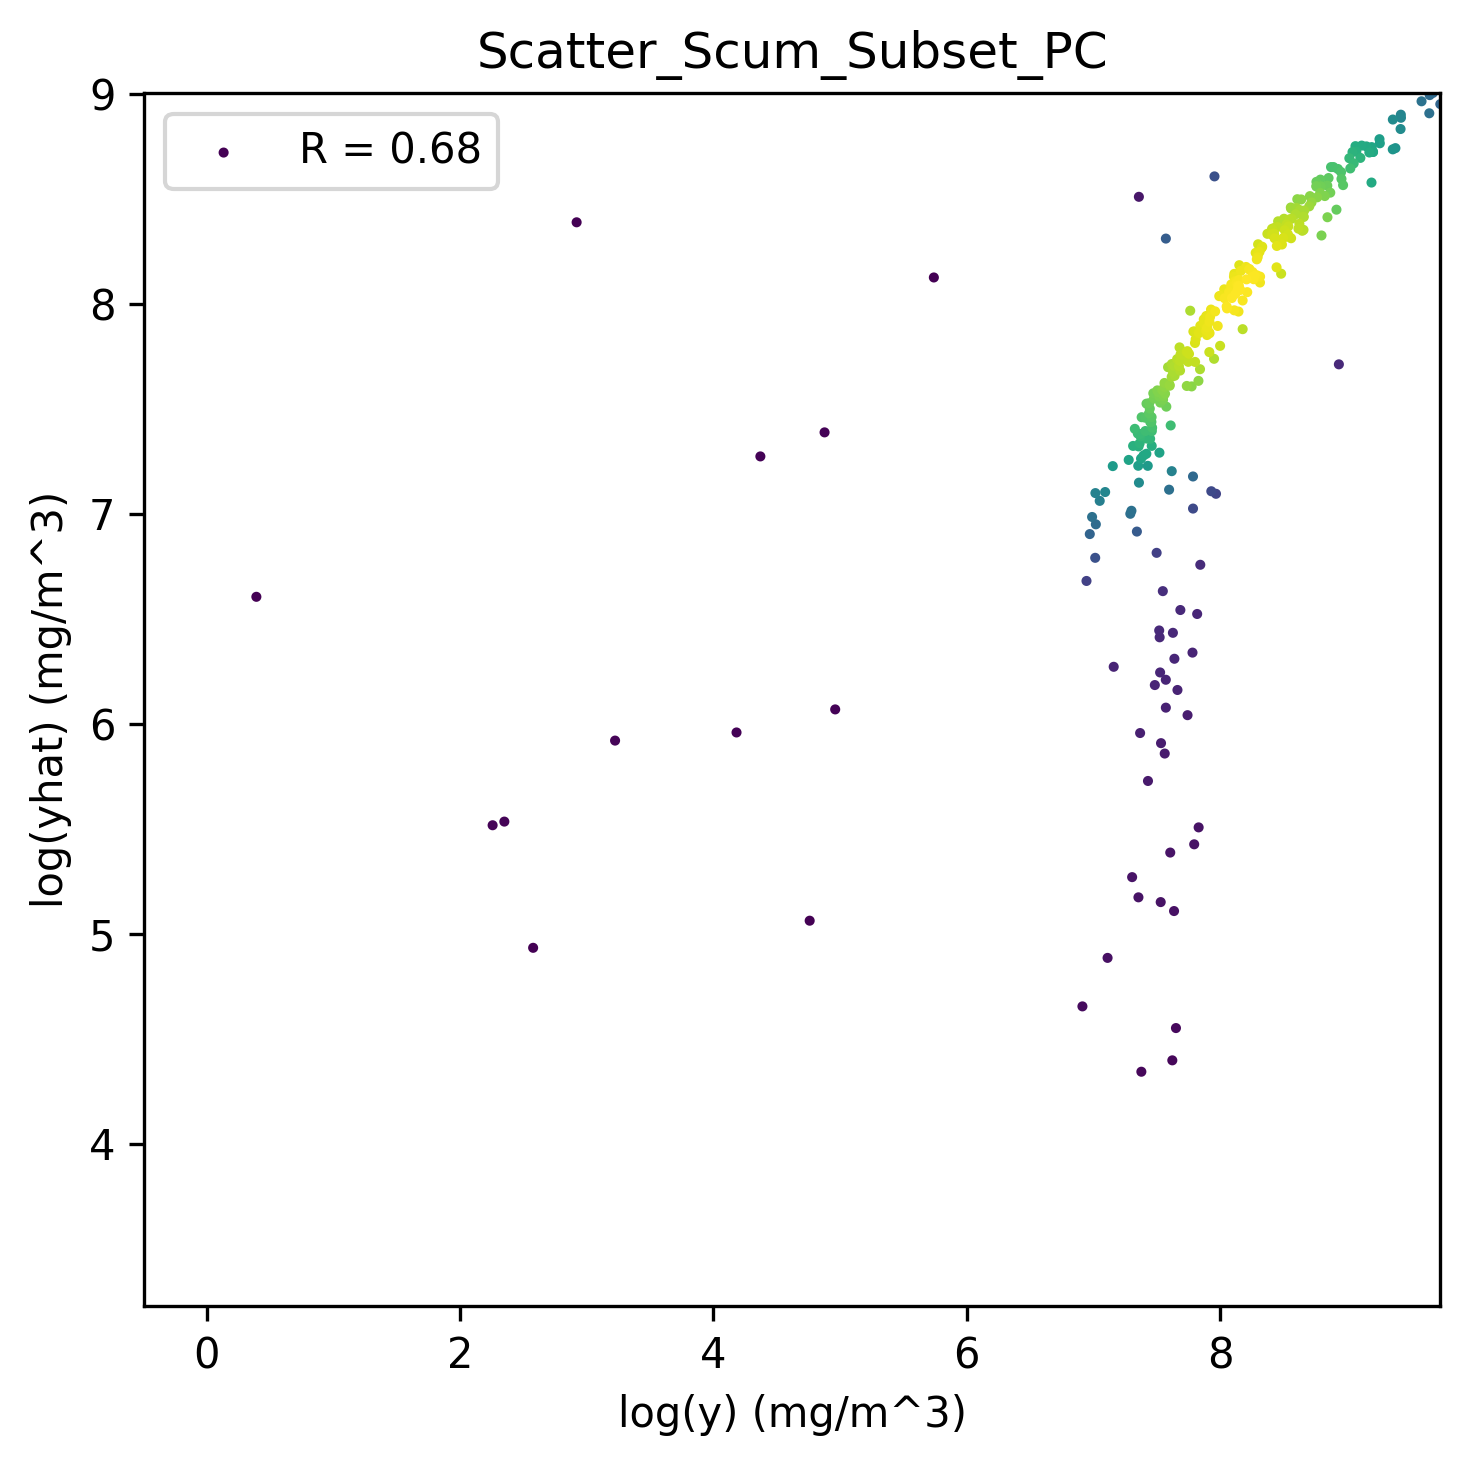 Scatter_Scum_Subset_PC
R = 0.68
9
8
7
6
5
4
log(yhat) (mg/m^3)
0 2 4 6 8
log(y) (mg/m^3)